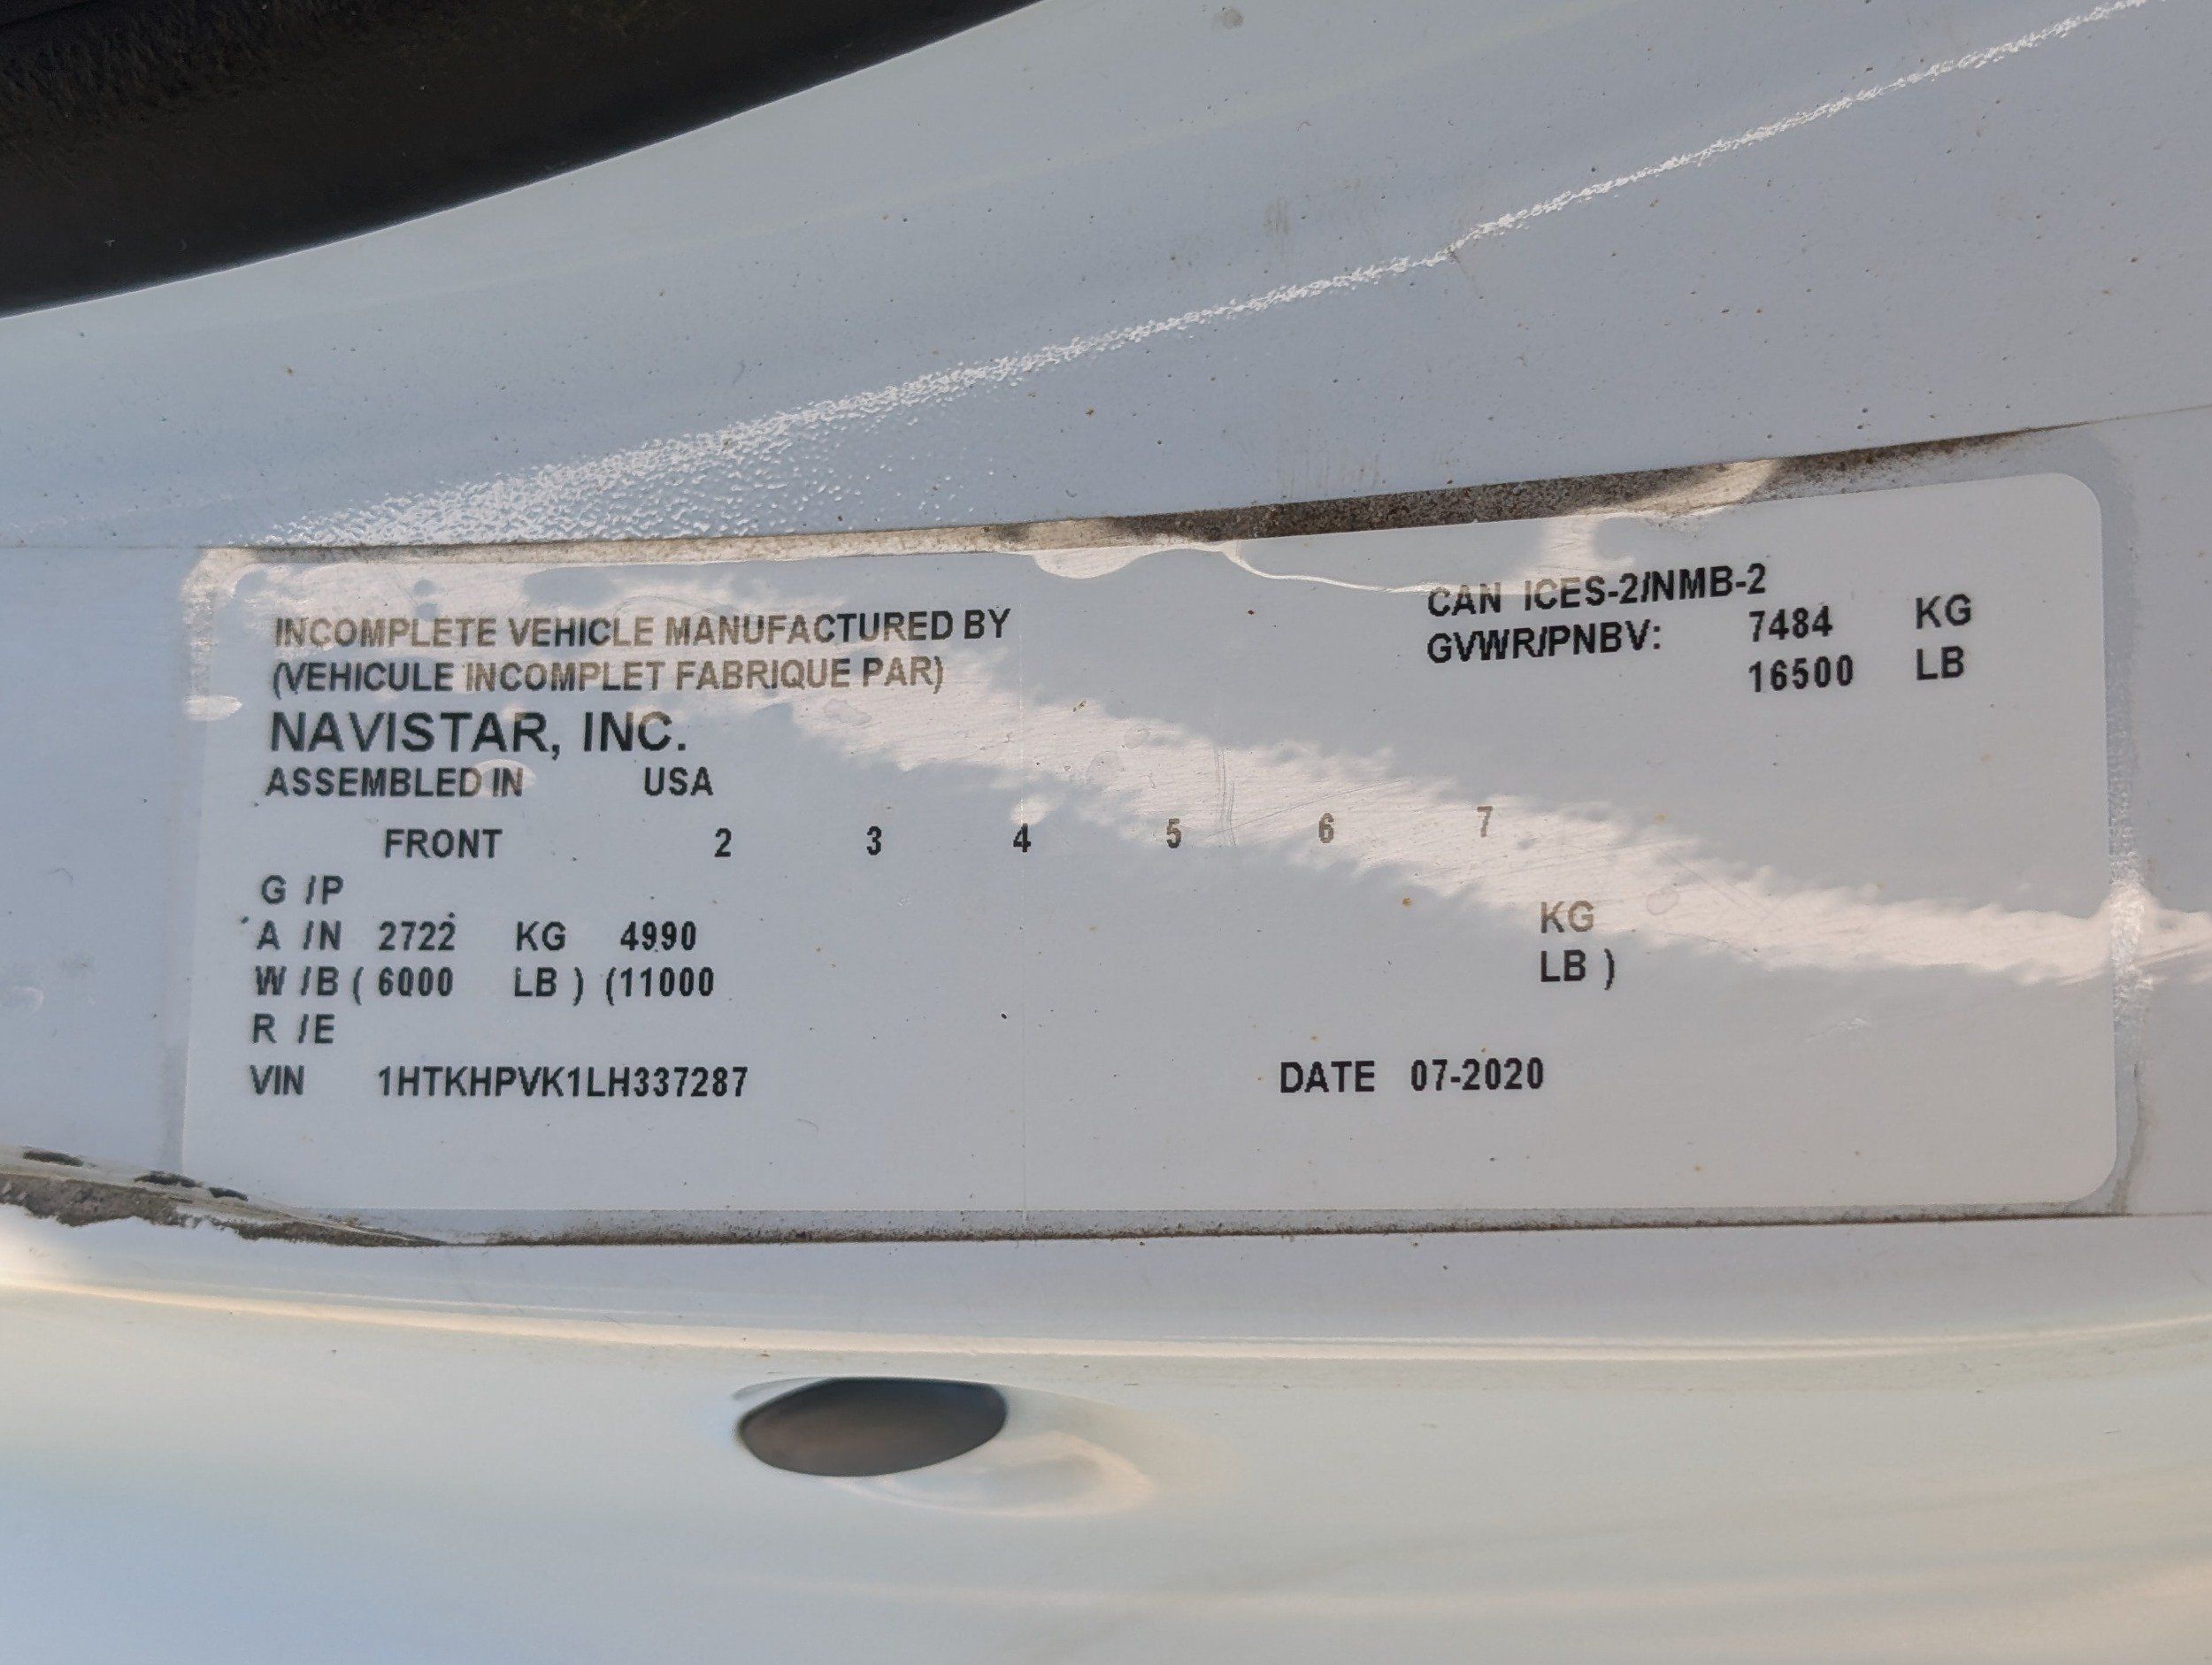 INCOMPLETE VEHICLE MANUFACTURED BY
(VEHICULE INCOMPLET FABRIQUE PAR)
NAVISTAR, INC.
ASSEMBLED IN USA
CAN ICES-2/NMB-2
GVWR/PNBV: 7484 KG
16500 LB
FRONT 2 3 4 5 6 7
G /P
A /N 2722 KG 4990 KG
W /B ( 6000 LB ) (11000 LB )
R /E
VIN 1HTKHPVK1LH337287 DATE 07-2020